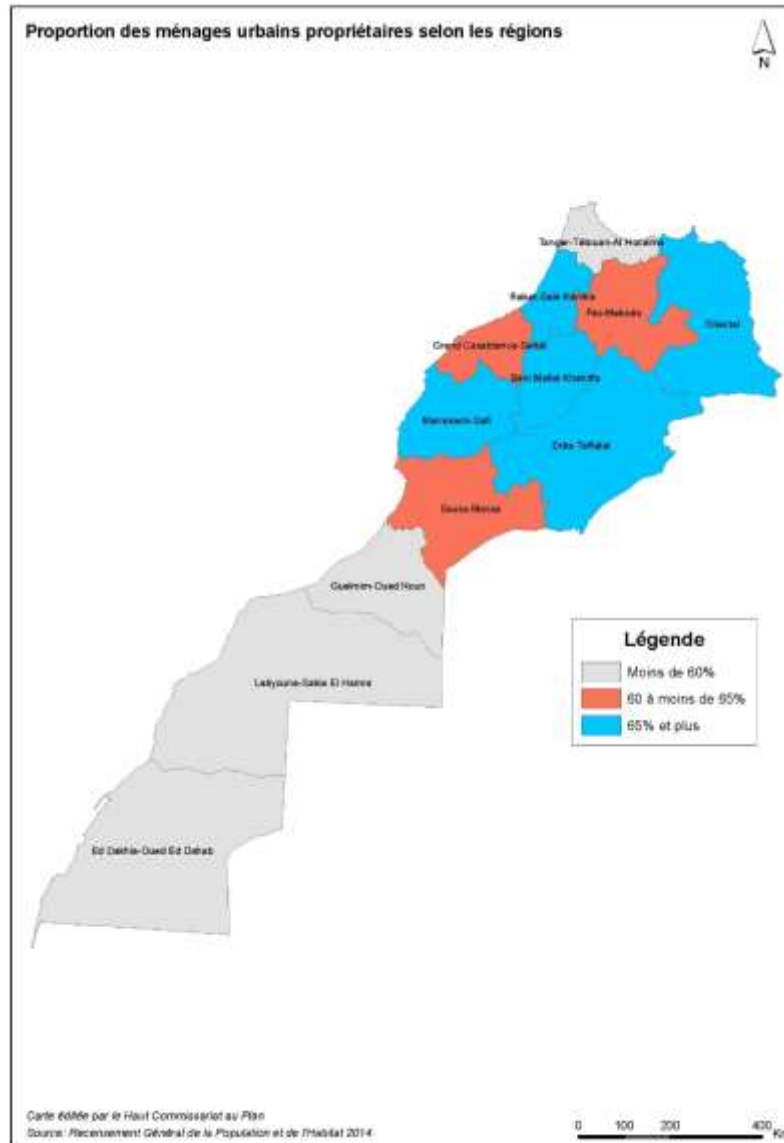 Proportion des ménages urbains propriétaires selon les régions
N
Tanger-Tétouan-Al Hoceima
Rabat-Salé-Kénitra
Fès-Meknès
Oriental
Grand Casablanca-Settat
Béni Mellal-Khénifra
Marrakech-Safi
Drâa-Tafilalet
Souss-Massa
Guelmim-Oued Noun
Laâyoune-Sakia El Hamra
Ed Dakhla-Oued Ed Dahab
Légende
Moins de 60%
60 à moins de 65%
65% et plus
Carte éditée par le Haut Commissariat au Plan
Source: Recensement Général de la Population et de l'Habitat 2014
0 100 200 400